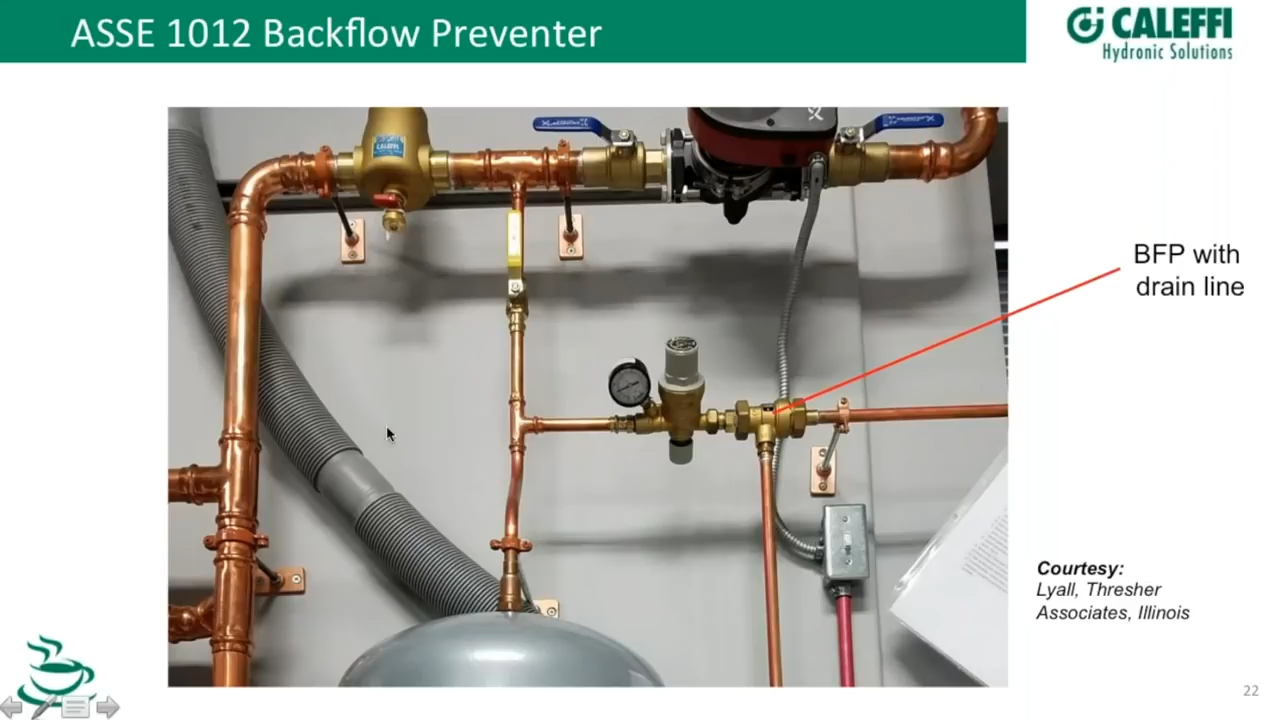 ASSE 1012 Backflow Preventer
CALEFFI
Hydronic Solutions
CALEFFI
BFP with
drain line
Courtesy:
Lyall, Thresher
Associates, Illinois
22